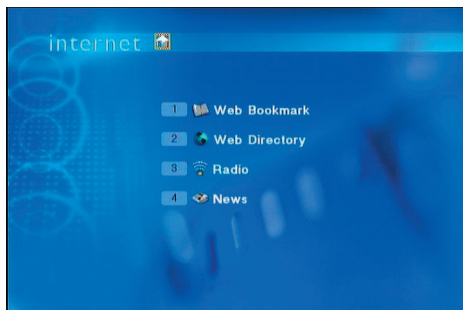 internet
1 Web Bookmark
2 Web Directory
3 Radio
4 News